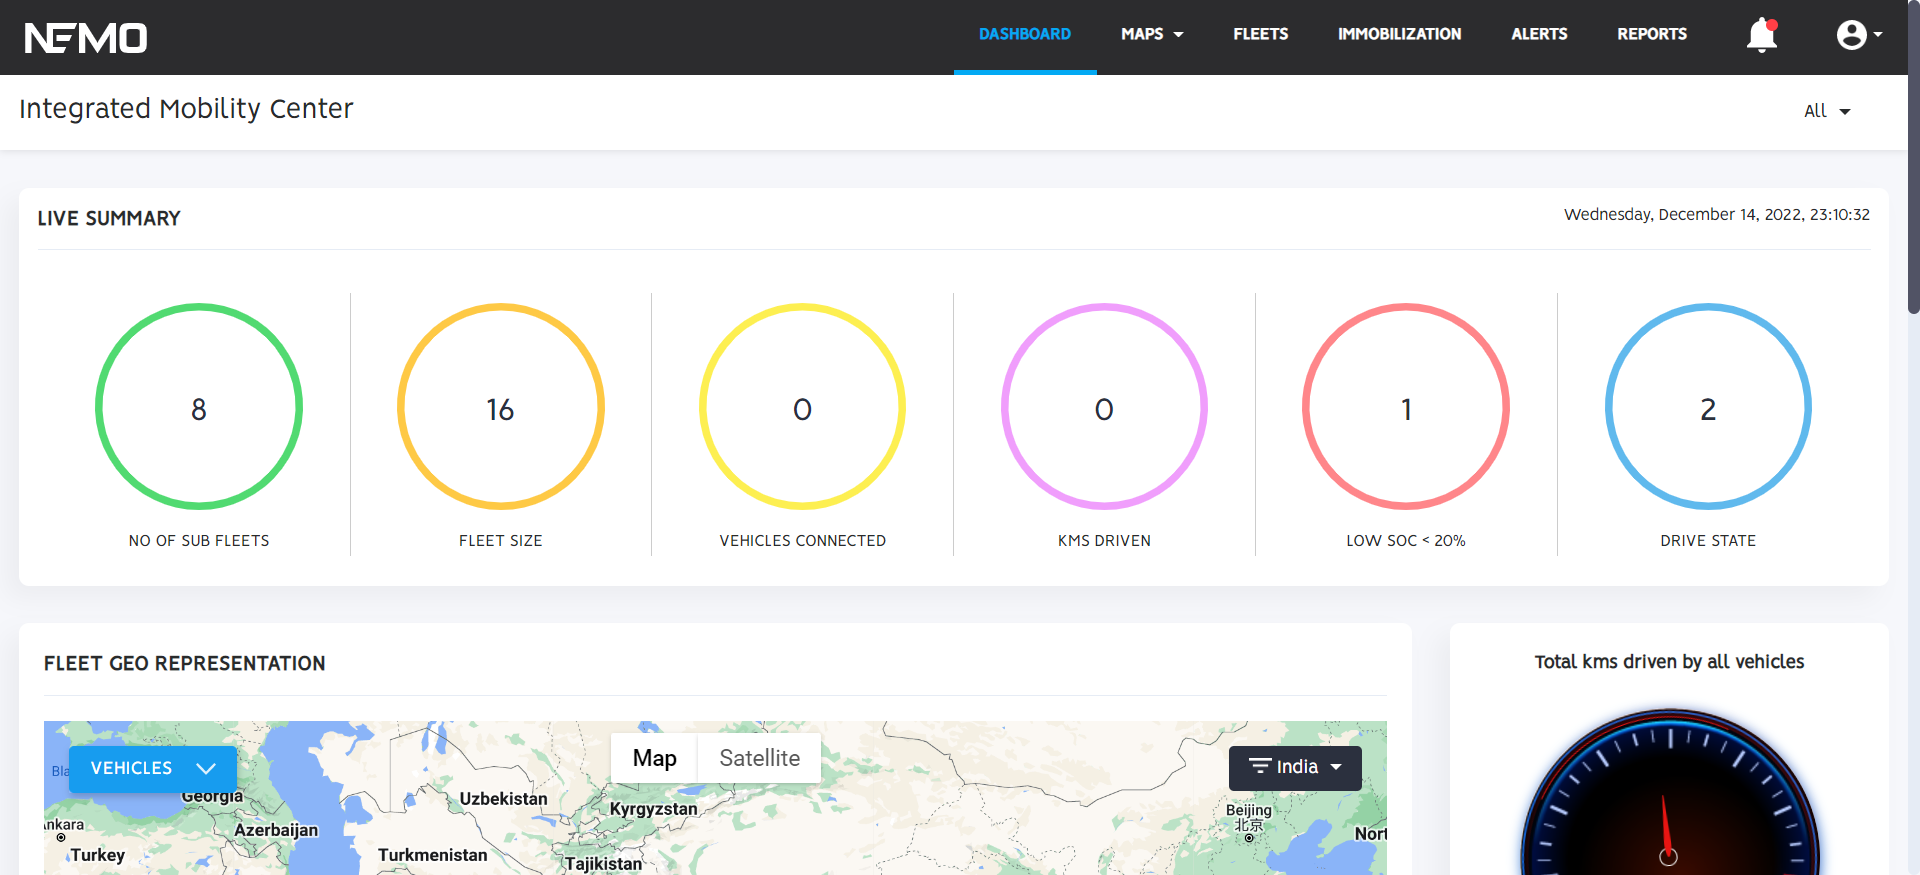 NEMO
DASHBOARD
MAPS
FLEETS
IMMOBILIZATION
ALERTS
REPORTS
Integrated Mobility Center
All
LIVE SUMMARY
Wednesday, December 14, 2022, 23:10:32
8
16
0
0
1
2
NO OF SUB FLEETS
FLEET SIZE
VEHICLES CONNECTED
KMS DRIVEN
LOW SOC < 20%
DRIVE STATE
FLEET GEO REPRESENTATION
Total kms driven by all vehicles
VEHICLES
Map
Satellite
India
Bla
Georgia
Uzbekistan
Kyrgyzstan
Beijing
北京
nkara
Azerbaijan
Nort
Turkey
Turkmenistan
Tajikistan